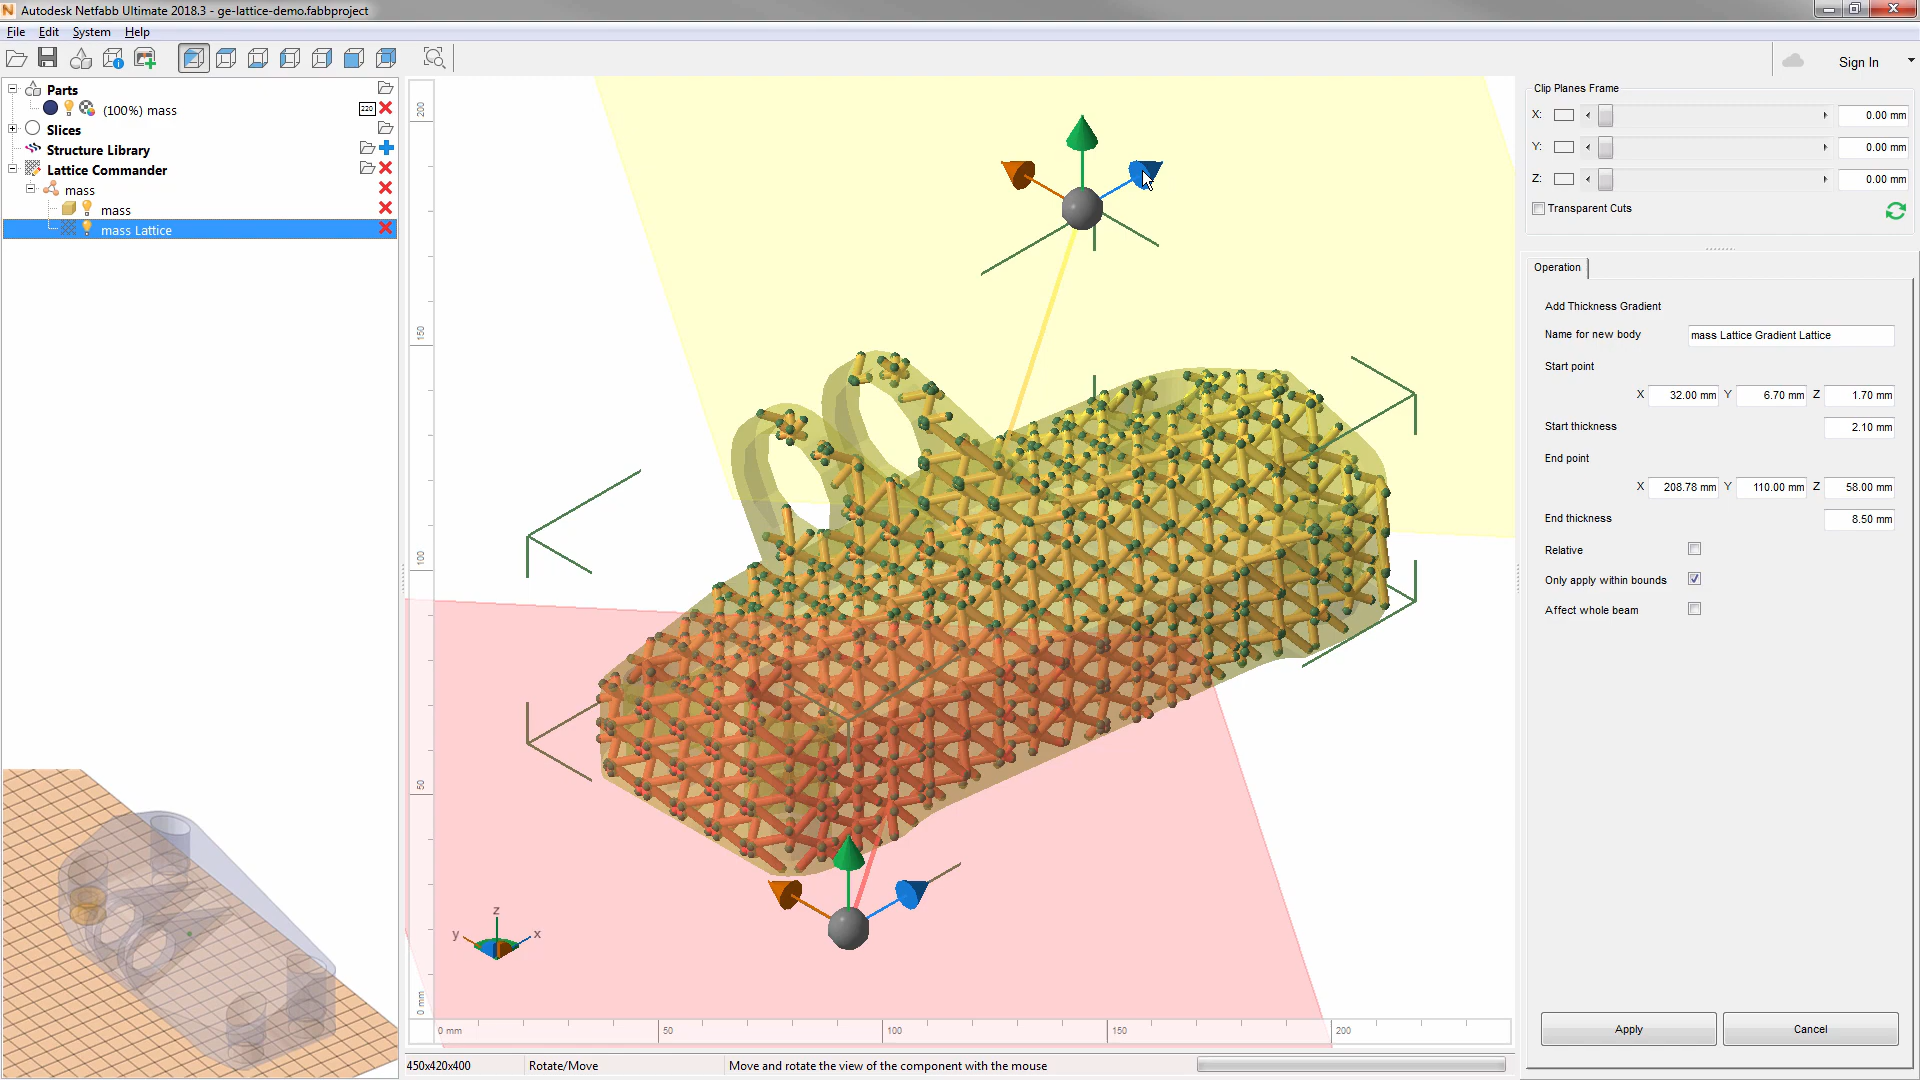 Autodesk Netfabb Ultimate 2018.3 - ge-lattice-demo.fabbproject
File Edit System Help
Sign In
Parts
(100%) mass
220
Slices
Structure Library
Lattice Commander
mass
mass
mass Lattice
200
150
100
50
0 mm
0 mm
50
100
150
200
z
y
x
Clip Planes Frame
X: 0.00 mm
Y: 0.00 mm
Z: 0.00 mm
Transparent Cuts
Operation
Add Thickness Gradient
Name for new body mass Lattice Gradient Lattice
Start point
X 32.00 mm Y 6.70 mm Z 1.70 mm
Start thickness 2.10 mm
End point
X 208.78 mm Y 110.00 mm Z 58.00 mm
End thickness 8.50 mm
Relative
Only apply within bounds
Affect whole beam
Apply Cancel
450x420x400 Rotate/Move Move and rotate the view of the component with the mouse